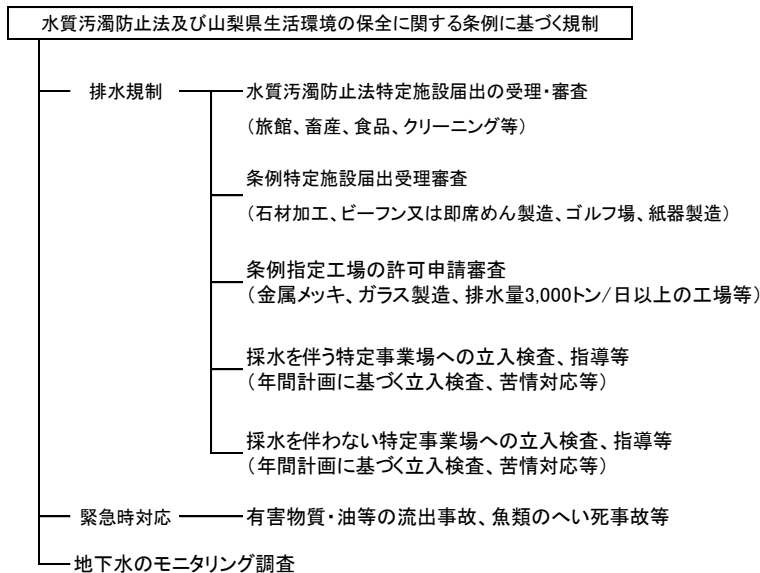 水質汚濁防止法及び山梨県生活環境の保全に関する条例に基づく規制
排水規制
水質汚濁防止法特定施設届出の受理・審査
（旅館、畜産、食品、クリーニング等）
条例特定施設届出受理審査
（石材加工、ビーフン又は即席めん製造、ゴルフ場、紙器製造）
条例指定工場の許可申請審査
（金属メッキ、ガラス製造、排水量3,000トン/日以上の工場等）
採水を伴う特定事業場への立入検査、指導等
（年間計画に基づく立入検査、苦情対応等）
採水を伴わない特定事業場への立入検査、指導等
（年間計画に基づく立入検査、苦情対応等）
緊急時対応
有害物質・油等の流出事故、魚類のへい死事故等
地下水のモニタリング調査